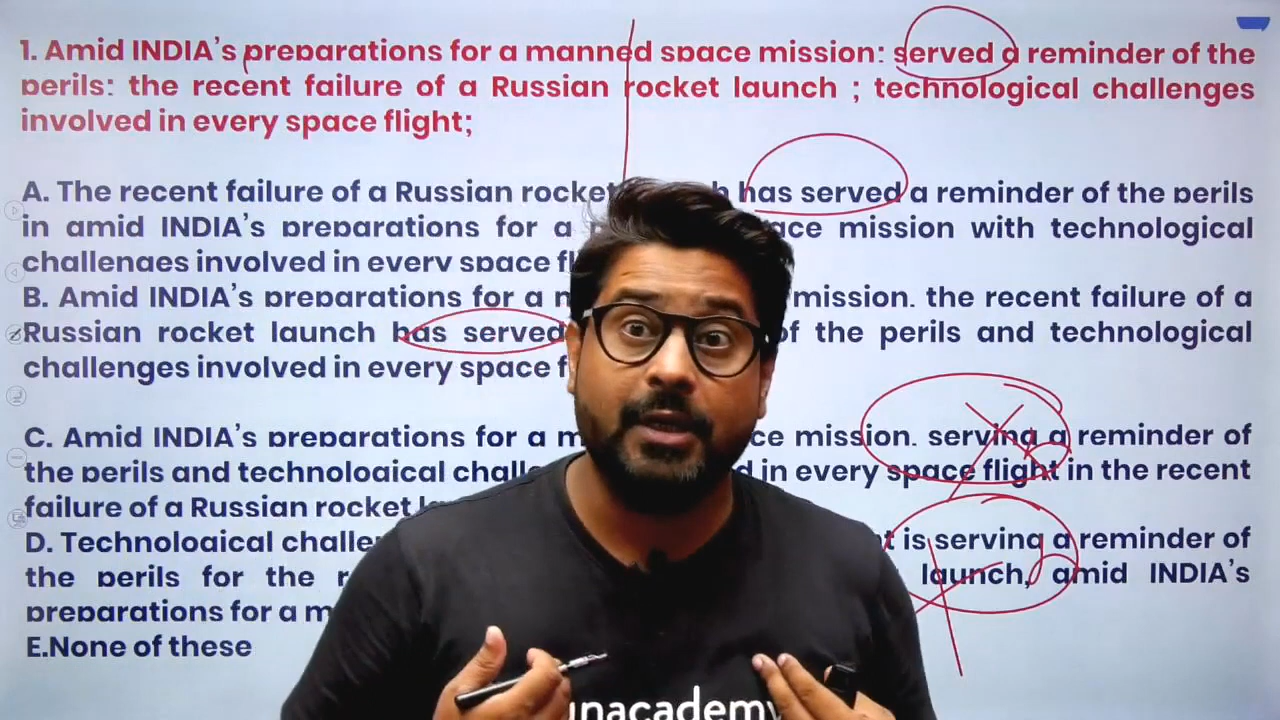 1. Amid INDIA's preparations for a manned space mission: served a reminder of the
perils: the recent failure of a Russian rocket launch ; technological challenges
involved in every space flight;
A. The recent failure of a Russian rocket has served a reminder of the perils
in amid INDIA's preparations for a mission with technological
challenges involved in every space
B. Amid INDIA's preparations for a mission. the recent failure of a
Russian rocket launch has served of the perils and technological
challenges involved in every space
C. Amid INDIA's preparations for a mission. serving a reminder of
the perils and technological in every space flight in the recent
failure of a Russian rocket
D. Technological is serving a reminder of
the perils for the launch, amid INDIA's
preparations for a
E.None of these
unacademy